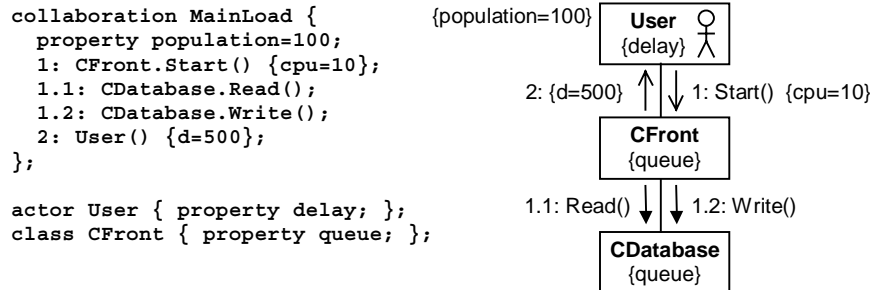 collaboration MainLoad {
property population=100;
1: CFront.Start() {cpu=10};
1.1: CDatabase.Read();
1.2: CDatabase.Write();
2: User() {d=500};
};
actor User { property delay; };
class CFront { property queue; };
{population=100}
User
{delay}
2: {d=500}
1: Start() {cpu=10}
CFront
{queue}
1.1: Read()
1.2: Write()
CDatabase
{queue}